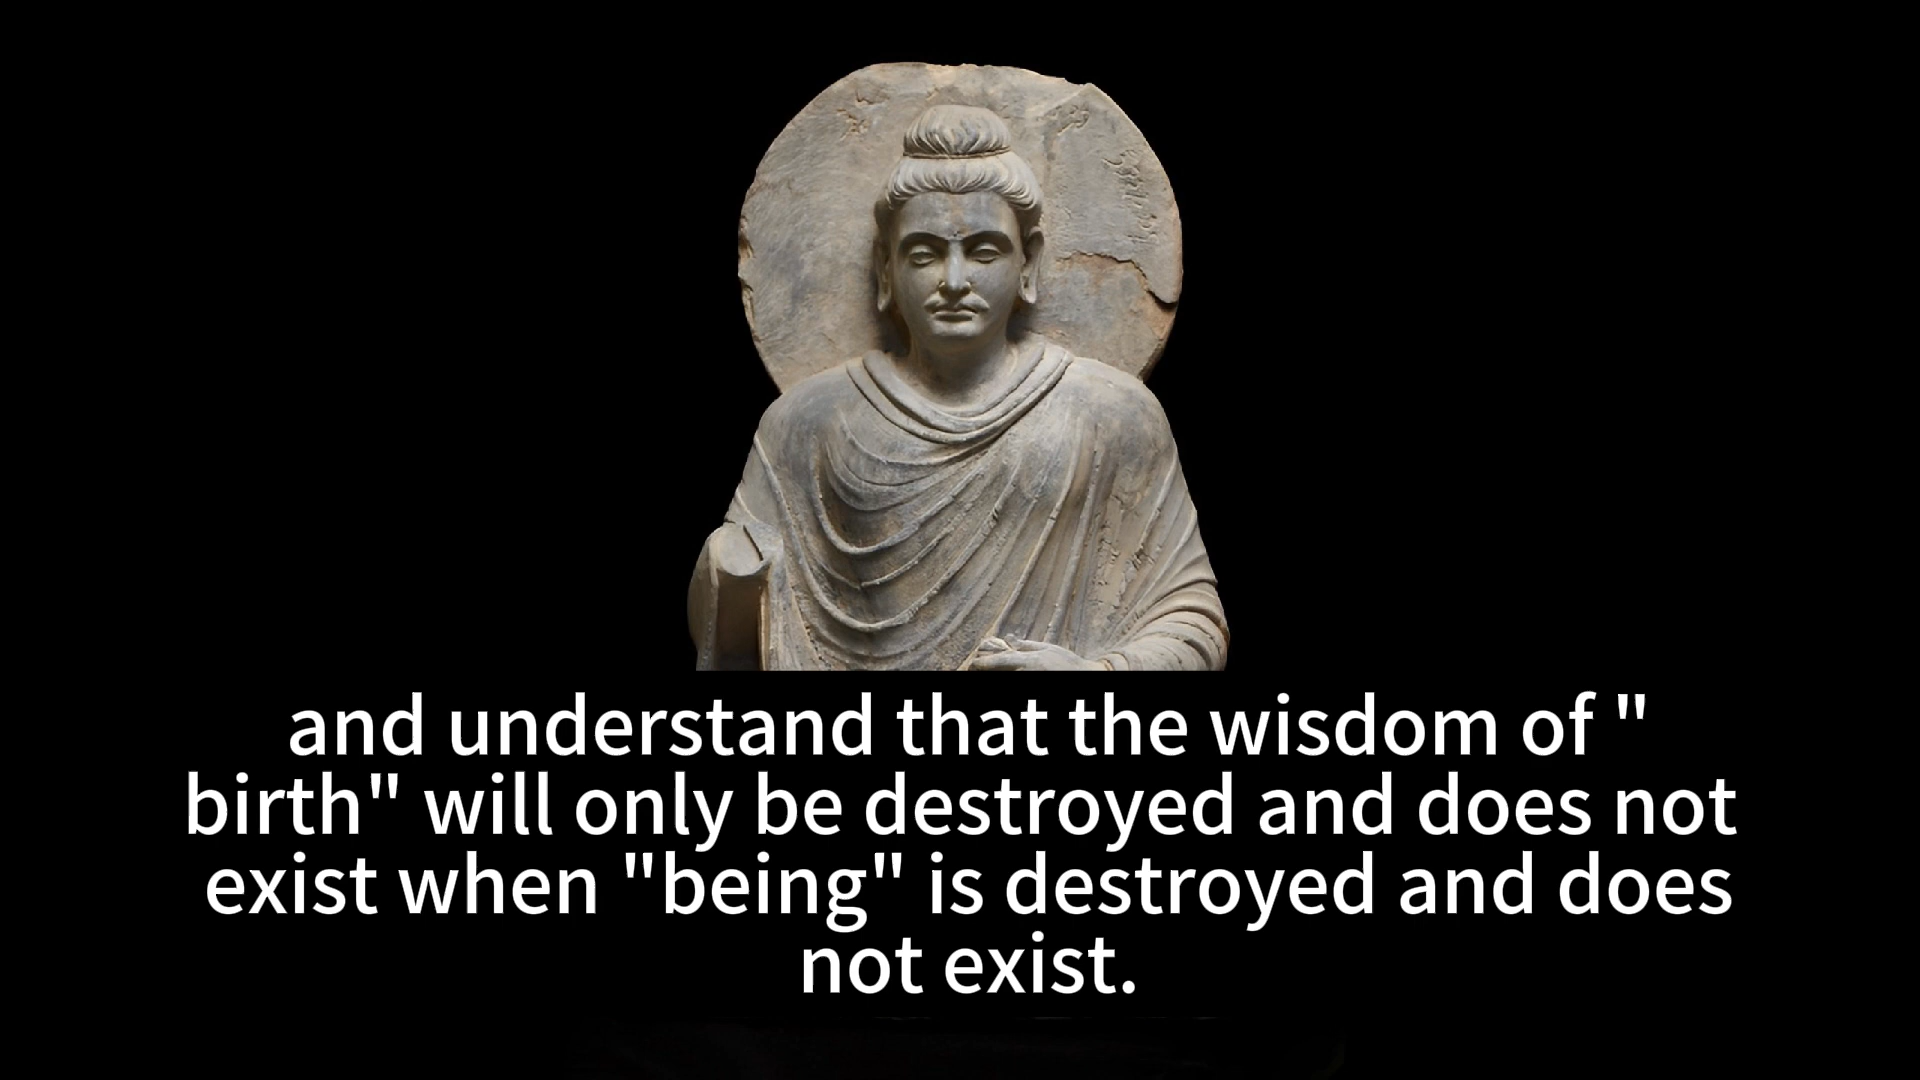 and understand that the wisdom of "
birth" will only be destroyed and does not
exist when "being" is destroyed and does
not exist.